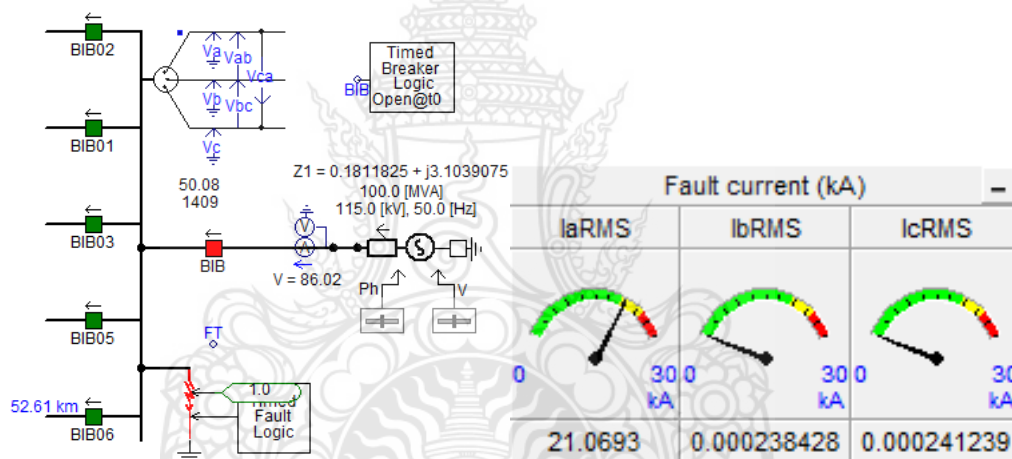 BIB02
Va
Vab
Vca
Vb
Vbc
Vc
Timed
Breaker
Logic
Open@t0
BIB
BIB01
Z1 = 0.1811825 + j3.1039075
100.0 [MVA]
115.0 [kV], 50.0 [Hz]
50.08
1409
BIB03
BIB
V
A
V = 86.02
S
Ph
V
BIB05
FT
1.0
Timed
Fault
Logic
52.61 km
BIB06
Fault current (kA)
IaRMS
IbRMS
IcRMS
0
30
kA
0
30
kA
0
30
kA
21.0693
0.000238428
0.000241239